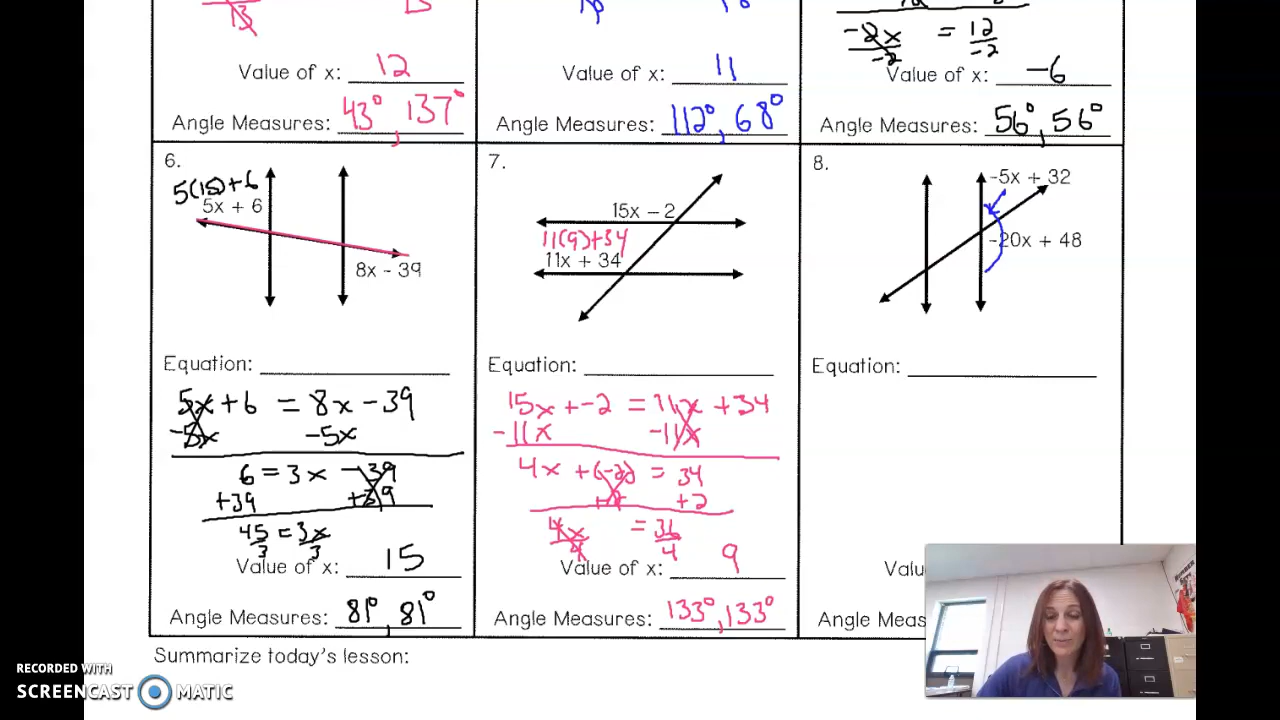 13 13
Value of x: 12
Angle Measures: 43°, 137°
Value of x: 11
Angle Measures: 112°, 68°
-2x = 12
-2 -2
Value of x: -6
Angle Measures: 56°, 56°
6.
5(15)+6
5x + 6
8x - 39
Equation:
5x + 6 = 8x - 39
-5x -5x
6 = 3x - 39
+39 +39
45 = 3x
3 3
Value of x: 15
Angle Measures: 81°, 81°
7.
15x - 2
11(9)+34
11x + 34
Equation:
15x + -2 = 11x + 34
-11x -11x
4x + (-2) = 34
+2 +2
4x = 36
4 4
Value of x: 9
Angle Measures: 133°, 133°
8.
-5x + 32
-20x + 48
Equation:
Valu
Angle Meas
Summarize today's lesson:
RECORDED WITH
SCREENCAST MATIC